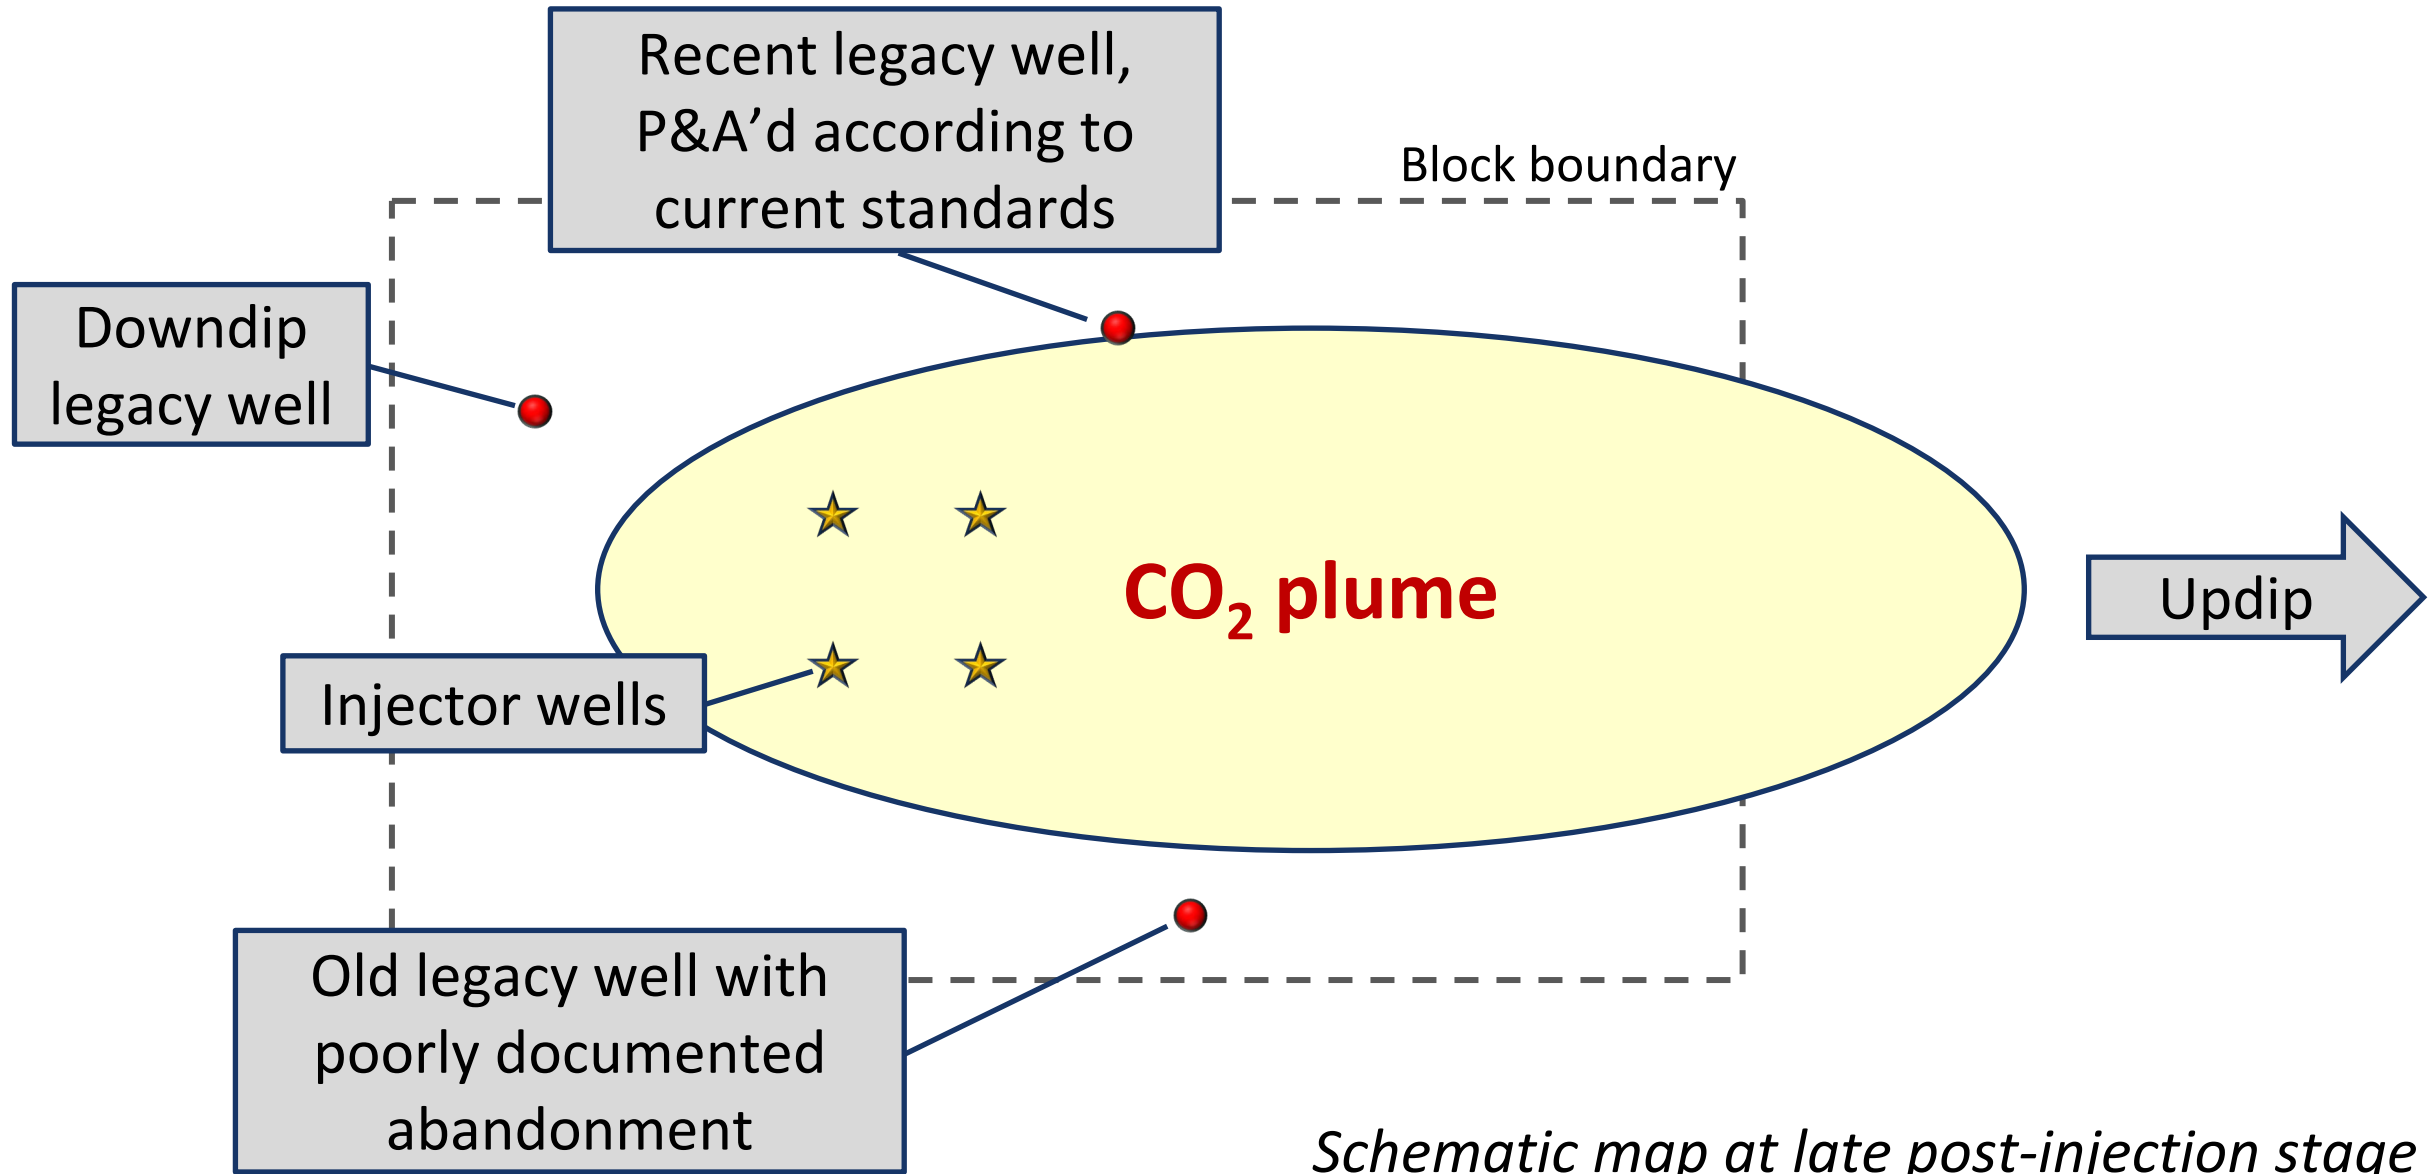 Recent legacy well,
P&A’d according to
current standards
Block boundary
Downdip
legacy well
CO₂ plume
Updip
Injector wells
Old legacy well with
poorly documented
abandonment
Schematic map at late post-injection stage